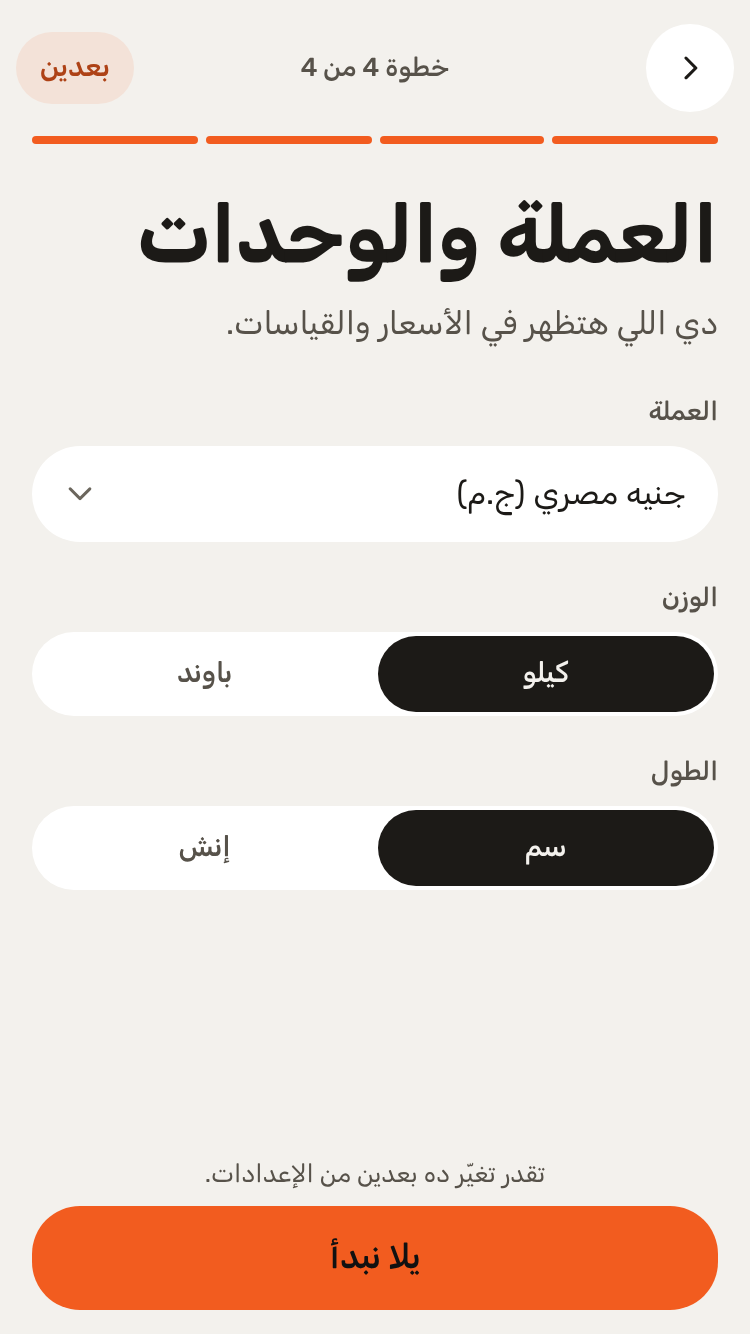 خطوة 4 من 4
بعدين
العملة والوحدات
دي اللي هتظهر في الأسعار والقياسات.
العملة
جنيه مصري (ج.م)
الوزن
كيلو
باوند
الطول
سم
إنش
تقدر تغيّر ده بعدين من الإعدادات.
يلا نبدأ